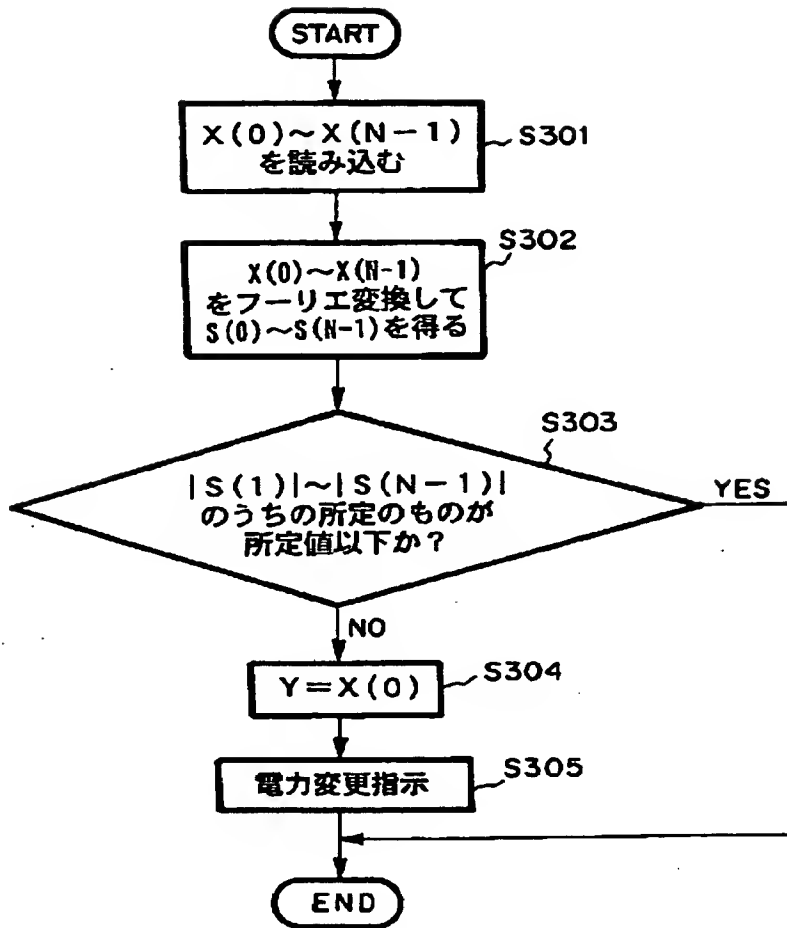 START
X(0)～X(N－1)
を読み込む
S301
S302
X(0)～X(N-1)
をフーリエ変換して
S(0)～S(N-1)を得る
S303
|S(1)|～|S(N－1)|
のうちの所定のものが
所定値以下か？
YES
NO
Y＝X(0)
S304
電力変更指示
S305
END